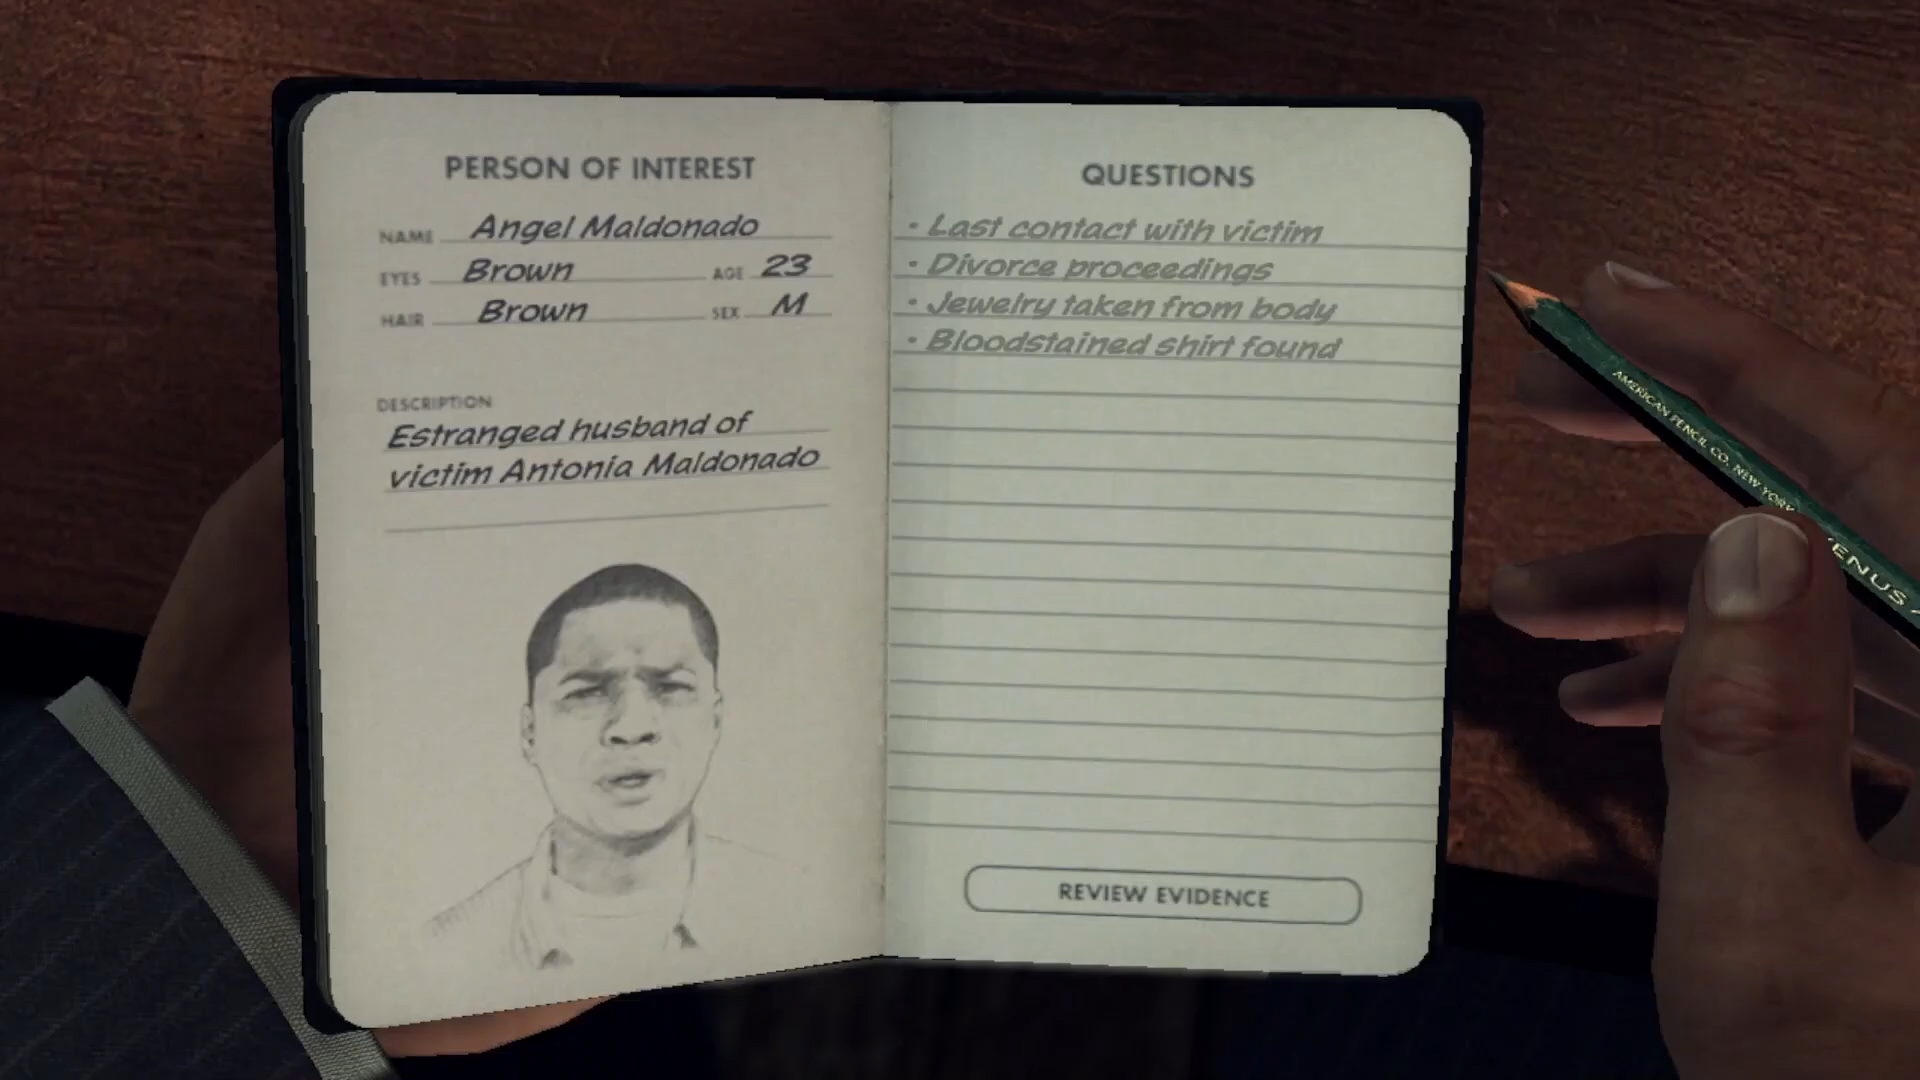 PERSON OF INTEREST
NAME Angel Maldonado
EYES Brown AGE 23
HAIR Brown SEX M
DESCRIPTION
Estranged husband of
victim Antonia Maldonado
QUESTIONS
• Last contact with victim
• Divorce proceedings
• Jewelry taken from body
• Bloodstained shirt found
REVIEW EVIDENCE
AMERICAN PENCIL CO. NEW YORK